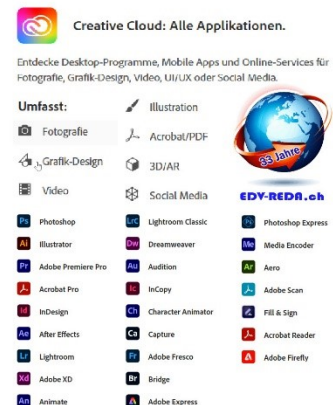 Creative Cloud: Alle Applikationen.
Entdecke Desktop-Programme, Mobile Apps und Online-Services für
Fotografie, Grafik-Design, Video, UI/UX oder Social Media.
Umfasst:
Illustration
Fotografie
Acrobat/PDF
Grafik-Design
3D/AR
Video
Social Media
33 Jahre
EDV-REDA.ch
Ps Photoshop
Ai Illustrator
Pr Adobe Premiere Pro
Acrobat Pro
Id InDesign
Ae After Effects
Lr Lightroom
Xd Adobe XD
An Animate
LrC Lightroom Classic
Dw Dreamweaver
Au Audition
Ic InCopy
Ch Character Animator
Ca Capture
Fr Adobe Fresco
Br Bridge
Adobe Express
Photoshop Express
Me Media Encoder
Ar Aero
Adobe Scan
Fill & Sign
Acrobat Reader
Adobe Firefly